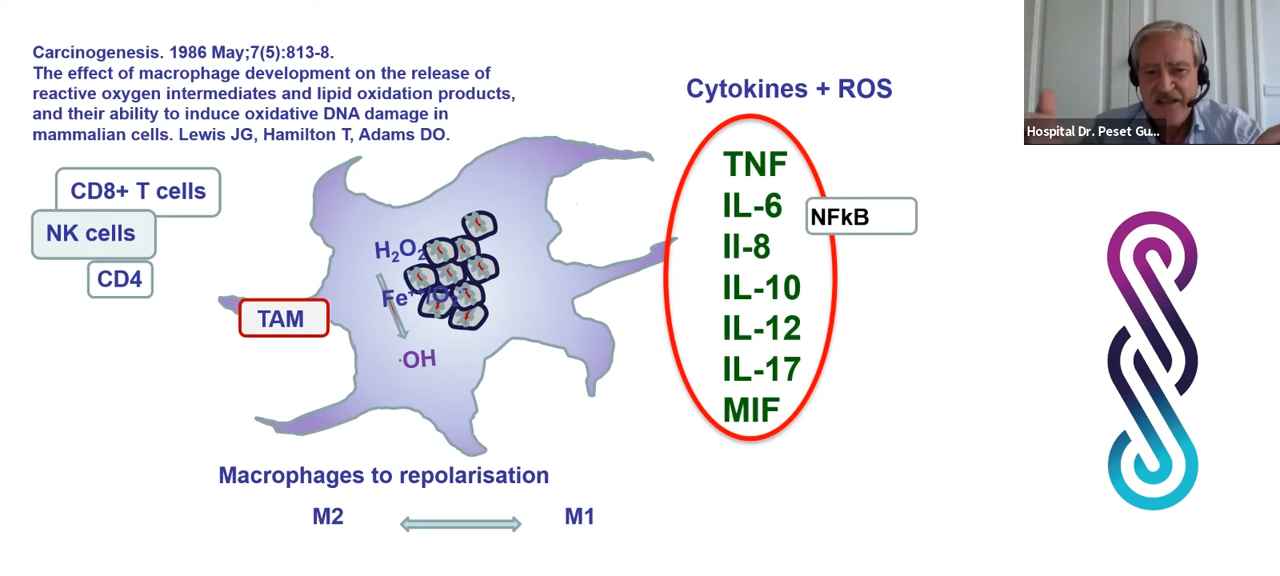 Carcinogenesis. 1986 May;7(5):813-8.
The effect of macrophage development on the release of
reactive oxygen intermediates and lipid oxidation products,
and their ability to induce oxidative DNA damage in
mammalian cells. Lewis JG, Hamilton T, Adams DO.
Cytokines + ROS
Hospital Dr. Peset Gu...
CD8+ T cells
NK cells
CD4
TAM
H₂O₂
Fe
·OH
TNF
IL-6
Il-8
IL-10
IL-12
IL-17
MIF
NFkB
Macrophages to repolarisation
M2
M1